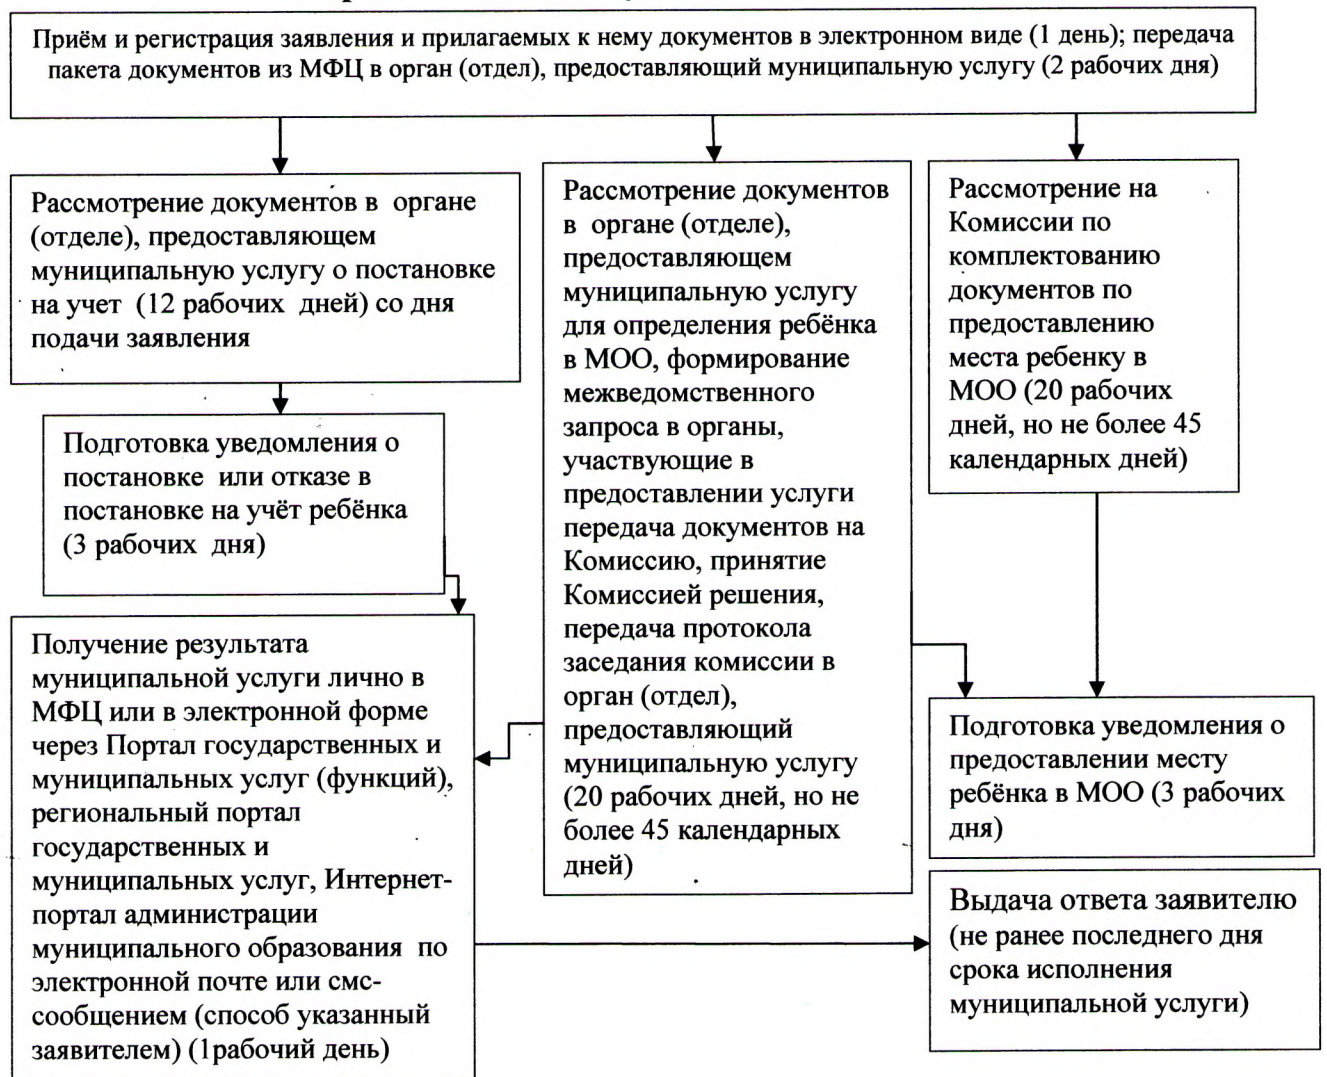 Приём и регистрация заявления и прилагаемых к нему документов в электронном виде (1 день); передача
пакета документов из МФЦ в орган (отдел), предоставляющий муниципальную услугу (2 рабочих дня)
Рассмотрение документов в органе
(отделе), предоставляющем
муниципальную услугу о постановке
на учет (12 рабочих дней) со дня
подачи заявления
Подготовка уведомления о
постановке или отказе в
постановке на учёт ребёнка
(3 рабочих дня)
Получение результата
муниципальной услуги лично в
МФЦ или в электронной форме
через Портал государственных и
муниципальных услуг (функций),
региональный портал
государственных и
муниципальных услуг, Интернет-
портал администрации
муниципального образования по
электронной почте или смс-
сообщением (способ указанный
заявителем) (1рабочий день)
Рассмотрение документов
в органе (отделе),
предоставляющем
муниципальную услугу
для определения ребёнка
в МОО, формирование
межведомственного
запроса в органы,
участвующие в
предоставлении услуги
передача документов на
Комиссию, принятие
Комиссией решения,
передача протокола
заседания комиссии в
орган (отдел),
предоставляющий
муниципальную услугу
(20 рабочих дней, но не
более 45 календарных
дней)
Рассмотрение на
Комиссии по
комплектованию
документов по
предоставлению
места ребенку в
МОО (20 рабочих
дней, но не более 45
календарных дней)
Подготовка уведомления о
предоставлении месту
ребёнка в МОО (3 рабочих
дня)
Выдача ответа заявителю
(не ранее последнего дня
срока исполнения
муниципальной услуги)